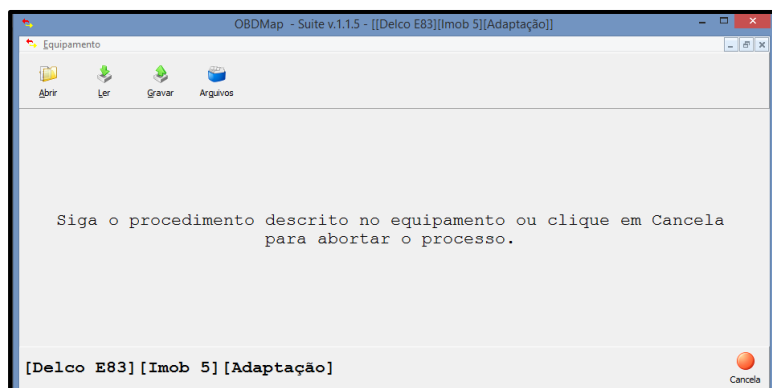 OBDMap - Suite v.1.1.5 - [[Delco E83][Imob 5][Adaptação]]
Equipamento
Abrir Ler Gravar Arquivos
Siga o procedimento descrito no equipamento ou clique em Cancela
para abortar o processo.
[Delco E83][Imob 5][Adaptação]
Cancela